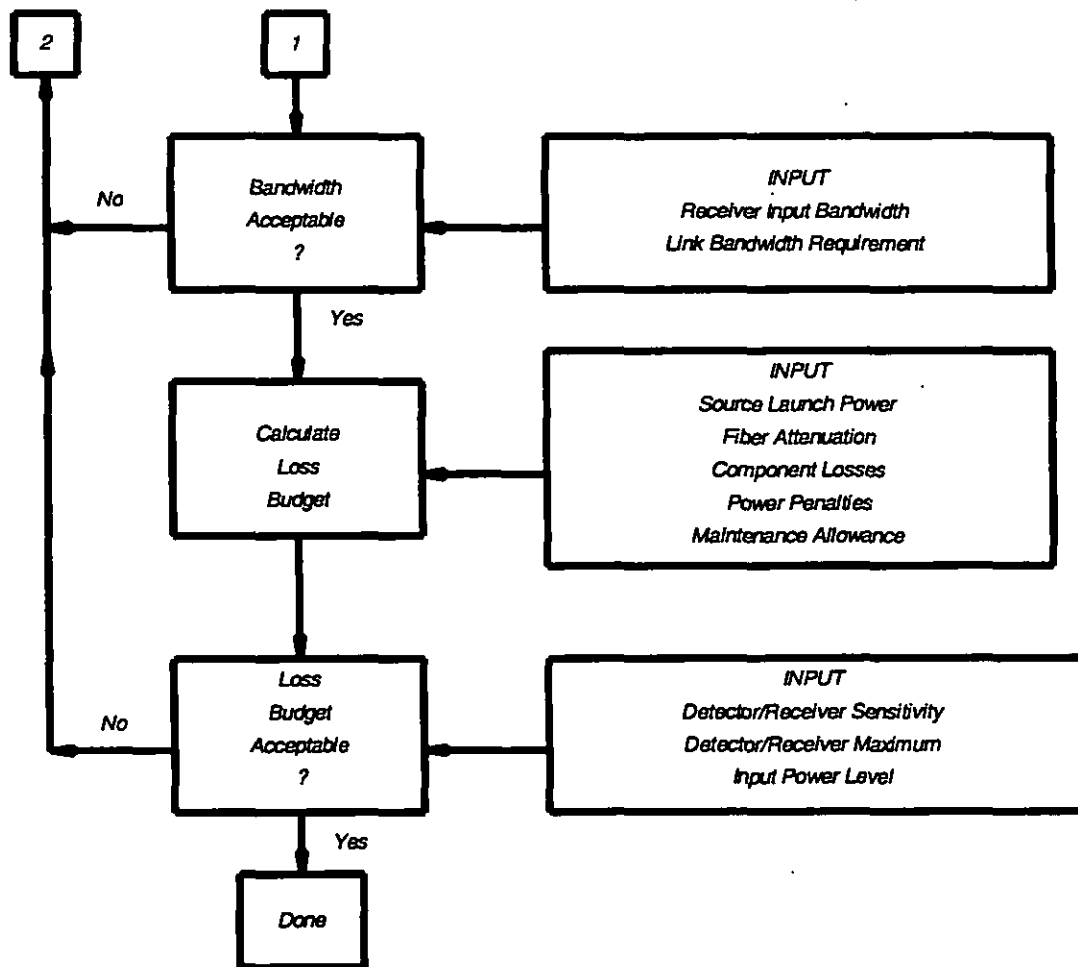 2
1
No
Bandwidth
Acceptable
?
INPUT
Receiver Input Bandwidth
Link Bandwidth Requirement
Yes
Calculate
Loss
Budget
INPUT
Source Launch Power
Fiber Attenuation
Component Losses
Power Penalties
Maintenance Allowance
No
Loss
Budget
Acceptable
?
INPUT
Detector/Receiver Sensitivity
Detector/Receiver Maximum
Input Power Level
Yes
Done